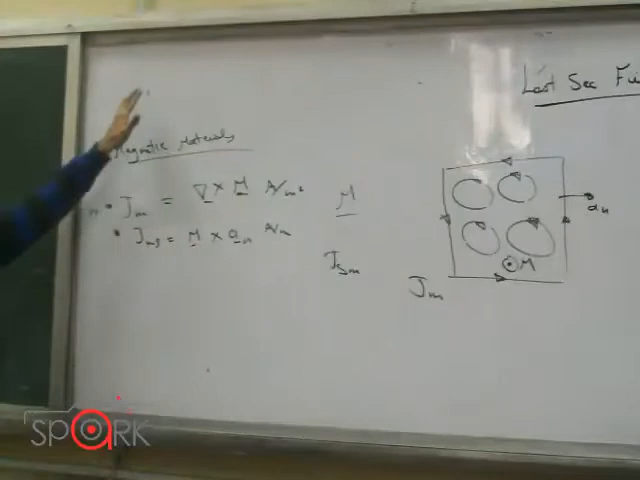 Last Sec
Magnetic Materials
• J_m = ∇ × M A/m²
M
• J_ms = M × a_n A/m
J_sm
a_n
⊙ M
J_m
SPARK